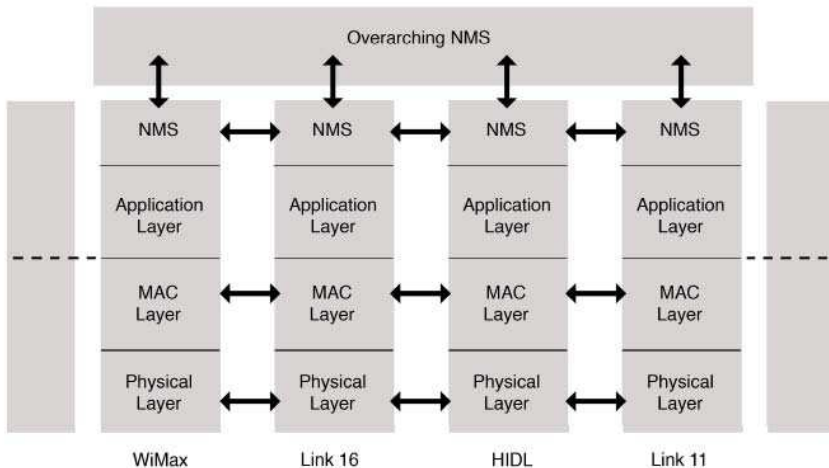 Overarching NMS
NMS NMS NMS NMS
Application Application Application Application
Layer Layer Layer Layer
MAC MAC MAC MAC
Layer Layer Layer Layer
Physical Physical Physical Physical
Layer Layer Layer Layer
WiMax Link 16 HIDL Link 11